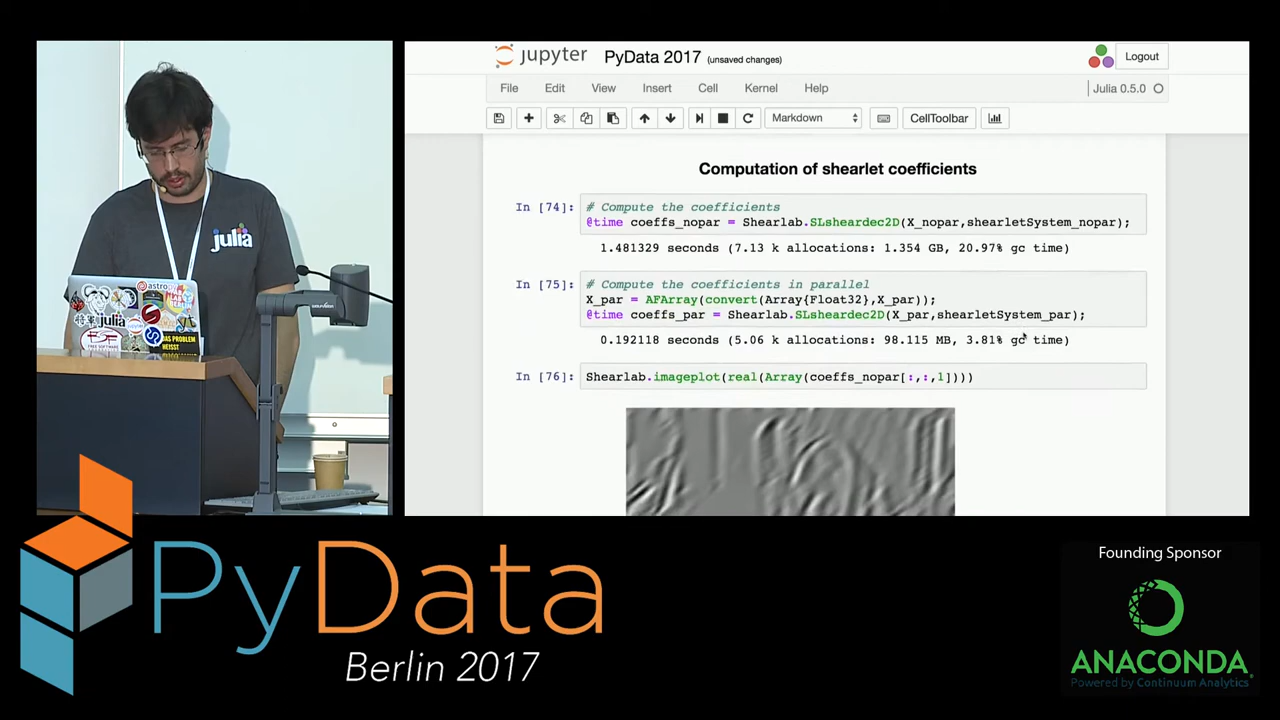 jupyter PyData 2017 (unsaved changes)
Logout
File Edit View Insert Cell Kernel Help
Julia 0.5.0
Markdown
CellToolbar
Computation of shearlet coefficients
In [74]: # Compute the coefficients
@time coeffs_nopar = Shearlab.SLsheardec2D(X_nopar,shearletSystem_nopar);
1.481329 seconds (7.13 k allocations: 1.354 GB, 20.97% gc time)
In [75]: # Compute the coefficients in parallel
X_par = AFArray(convert(Array{Float32},X_par));
@time coeffs_par = Shearlab.SLsheardec2D(X_par,shearletSystem_par);
0.192118 seconds (5.06 k allocations: 98.115 MB, 3.81% gc time)
In [76]: Shearlab.imageplot(real(Array(coeffs_nopar[:,:,1])))
julia
astropy
julia
DAS PROBLEM
HEISST
PyData
Berlin 2017
Founding Sponsor
ANACONDA
Powered by Continuum Analytics